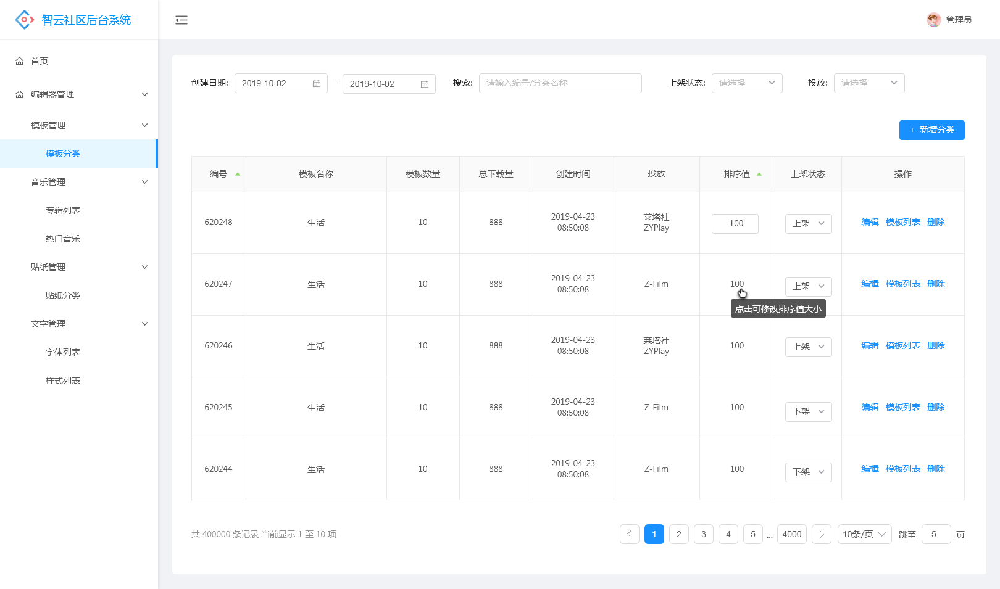 智云社区后台系统
管理员
首页
编辑器管理
模板管理
模板分类
音乐管理
专辑列表
热门音乐
贴纸管理
贴纸分类
文字管理
字体列表
样式列表
创建日期: 2019-10-02 - 2019-10-02 搜索: 请输入编号/分类名称 上架状态: 请选择 投放: 请选择
+ 新增分类
编号 模板名称 模板数量 总下载量 创建时间 投放 排序值 上架状态 操作
620248 生活 10 888 2019-04-23 08:50:08 莱塔社 ZYPlay 100 上架 编辑 模板列表 删除
620247 生活 10 888 2019-04-23 08:50:08 Z-Film 100 上架 编辑 模板列表 删除
点击可修改排序值大小
620246 生活 10 888 2019-04-23 08:50:08 莱塔社 ZYPlay 100 上架 编辑 模板列表 删除
620245 生活 10 888 2019-04-23 08:50:08 Z-Film 100 下架 编辑 模板列表 删除
620244 生活 10 888 2019-04-23 08:50:08 Z-Film 100 下架 编辑 模板列表 删除
共 400000 条记录 当前显示 1 至 10 项
1 2 3 4 5 ... 4000 10条/页 跳至 5 页